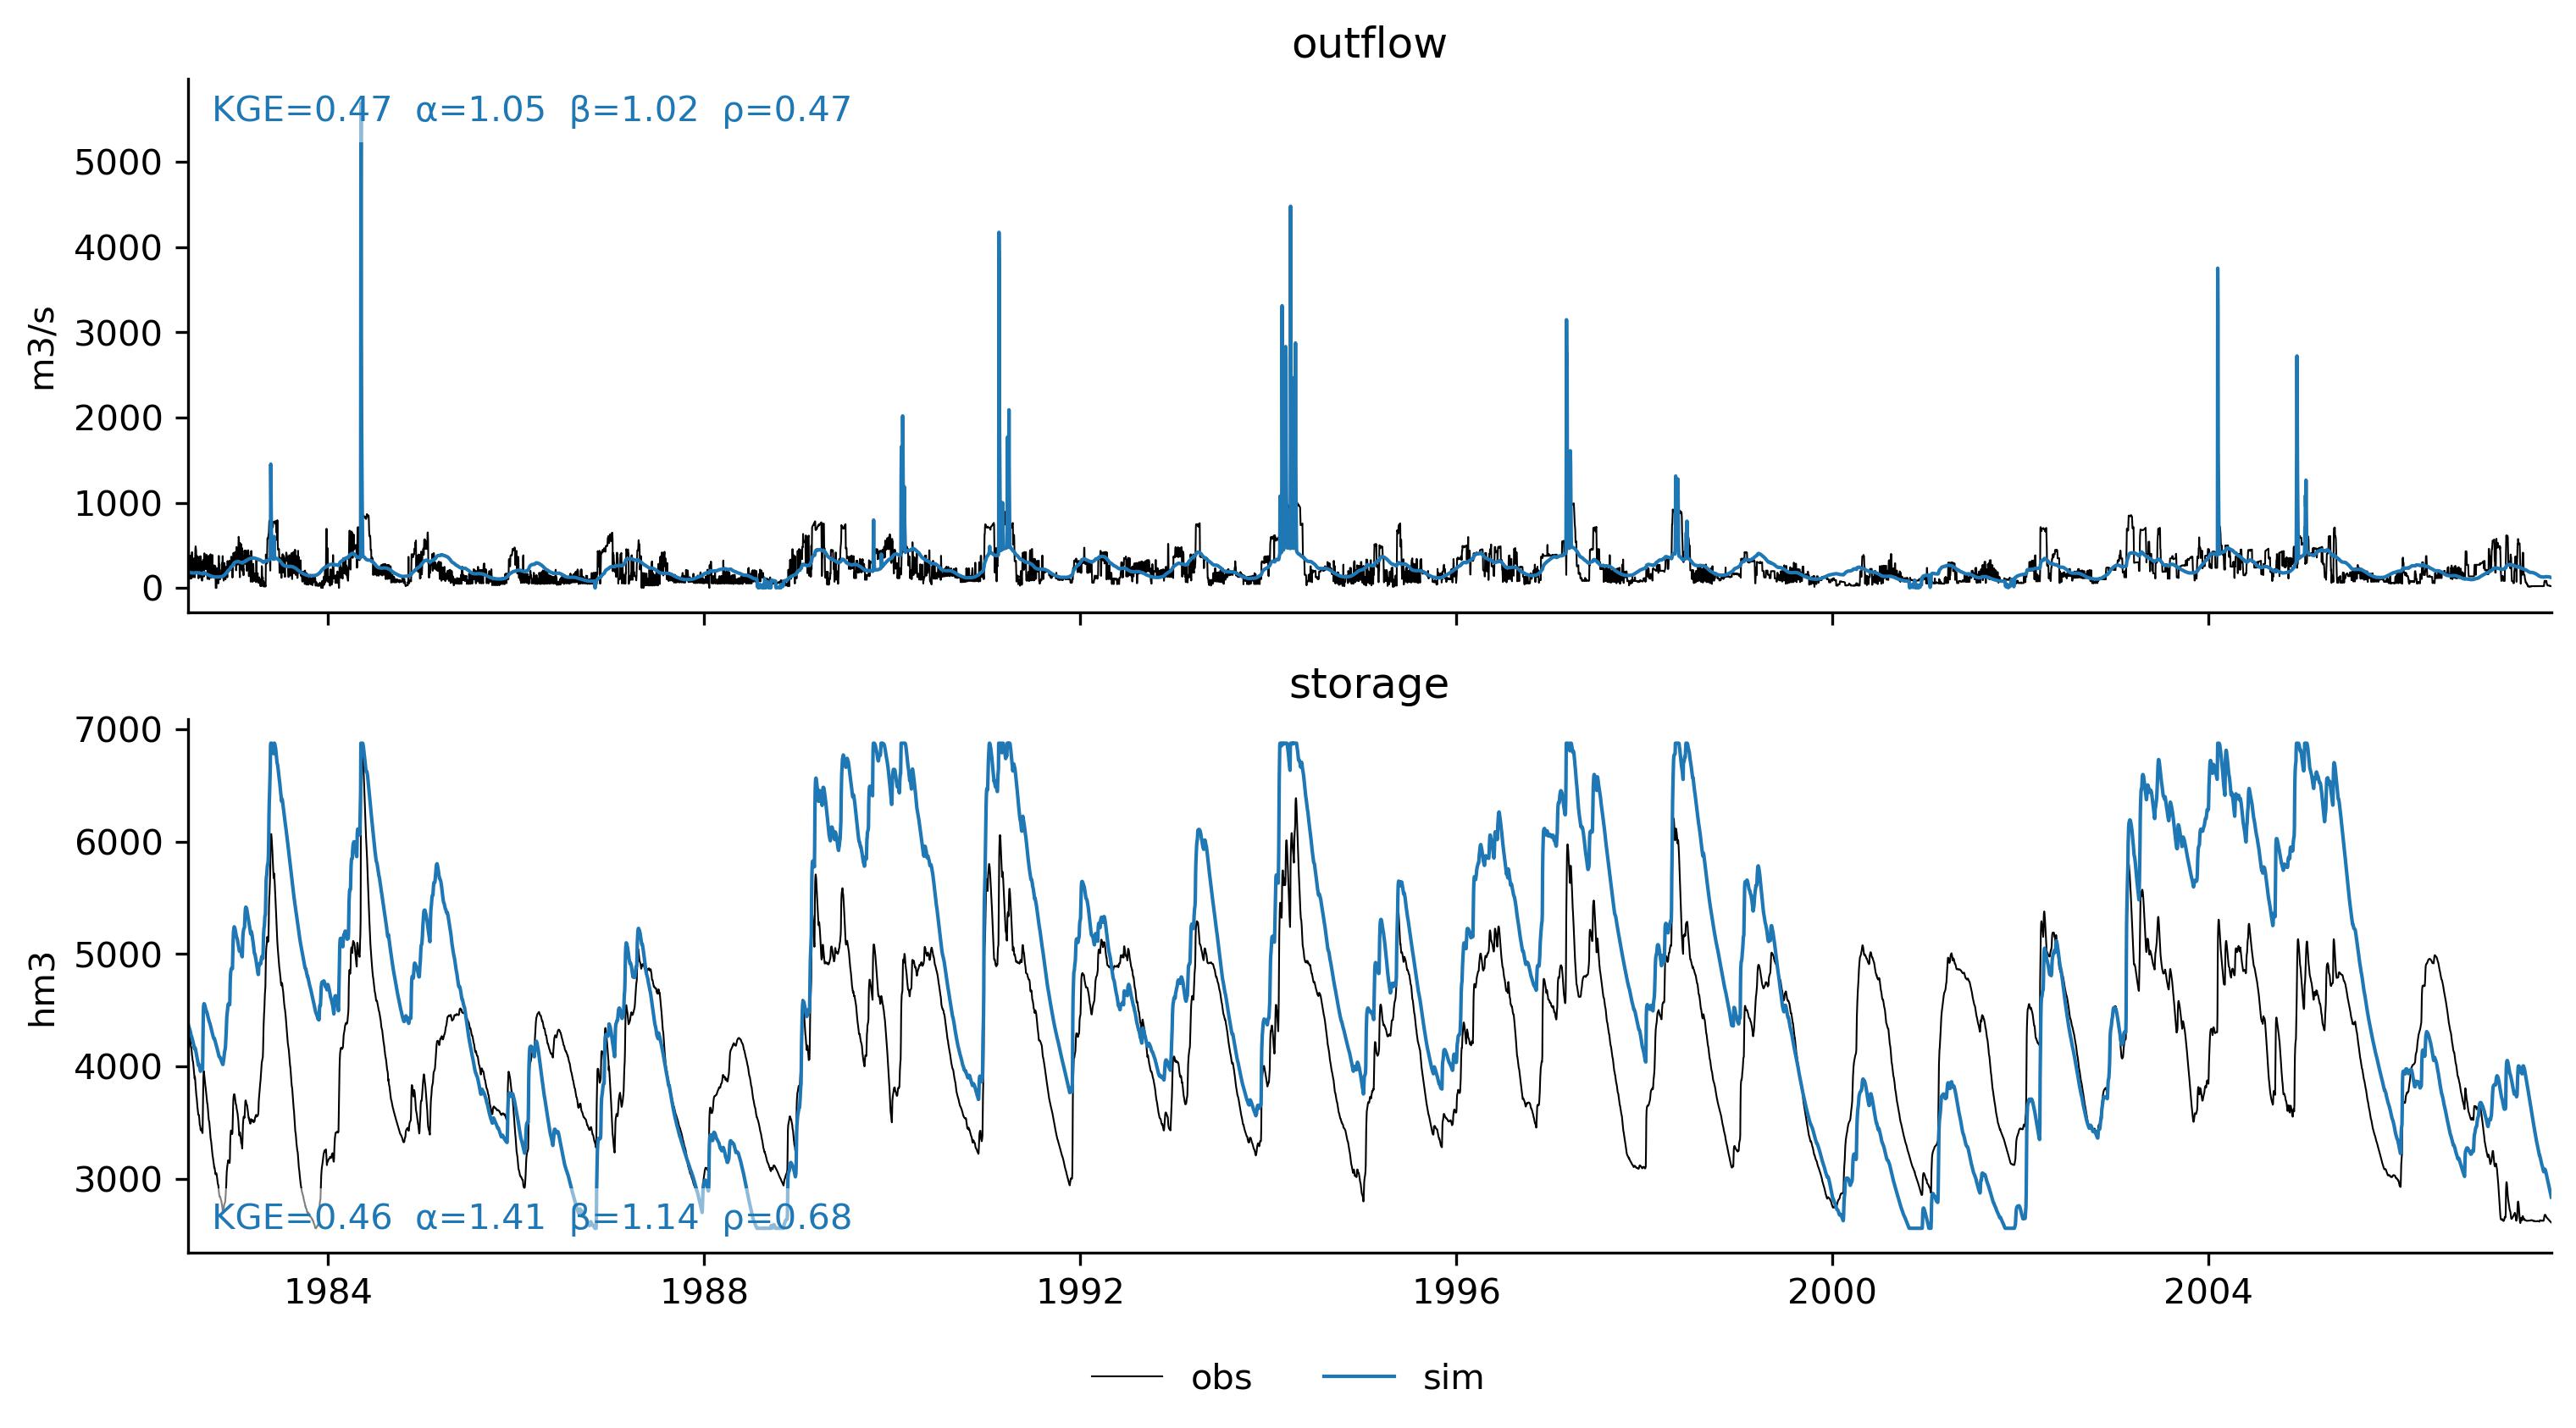 outflow
KGE=0.47 α=1.05 β=1.02 ρ=0.47
5000
4000
3000
2000
1000
0
m3/s
storage
7000
6000
5000
4000
3000
hm3
KGE=0.46 α=1.41 β=1.14 ρ=0.68
1984 1988 1992 1996 2000 2004
obs sim